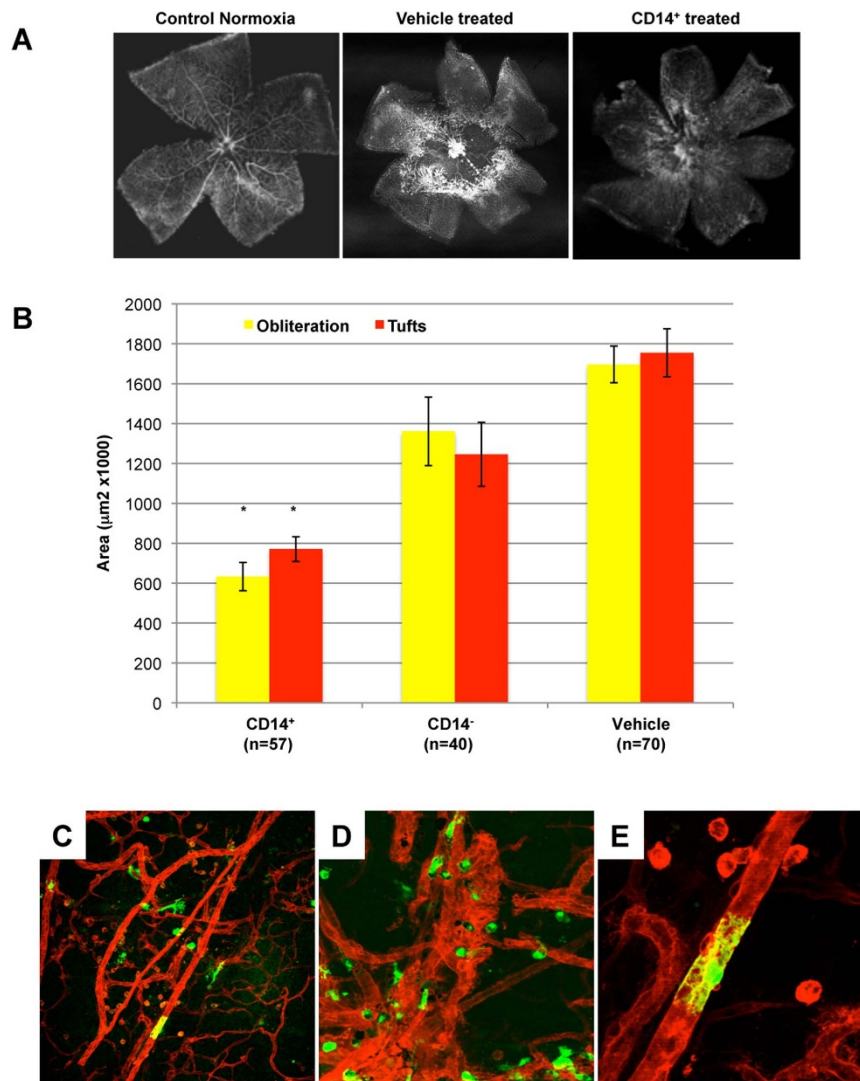 A
Control Normoxia
Vehicle treated
CD14⁺ treated
B
2000
1800
1600
1400
1200
1000
800
600
400
200
0
Area (µm2 x1000)
Obliteration
Tufts
*
*
CD14⁺
(n=57)
CD14⁻
(n=40)
Vehicle
(n=70)
C
D
E